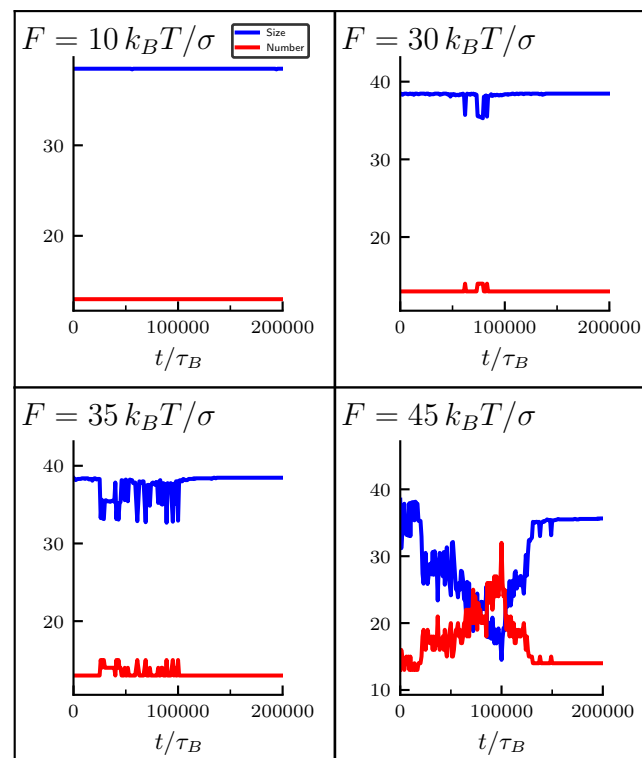 F = 10 k_BT/σ
Size
Number
30
20
0
100000
200000
t/τ_B
F = 30 k_BT/σ
40
30
20
0
100000
200000
t/τ_B
F = 35 k_BT/σ
40
30
20
0
100000
200000
t/τ_B
F = 45 k_BT/σ
40
30
20
10
0
100000
200000
t/τ_B